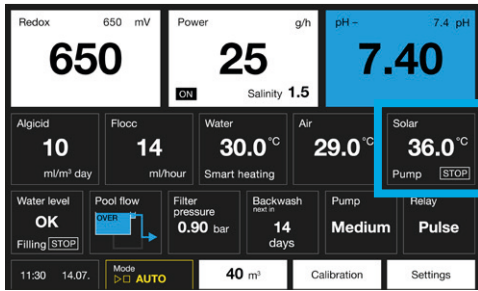 Redox 650 mV
650
Power g/h
25
ON Salinity 1.5
pH – 7.4 pH
7.40
Algicid
10
ml/m³ day
Flocc
14
ml/hour
Water
30.0°C
Smart heating
Air
29.0°C
Solar
36.0°C
Pump STOP
Water level
OK
Filling STOP
Pool flow
OVER
Filter
pressure
0.90 bar
Backwash
next in
14
days
Pump
Medium
Relay
Pulse
11:30 14.07.
Mode
AUTO
40 m³
Calibration
Settings